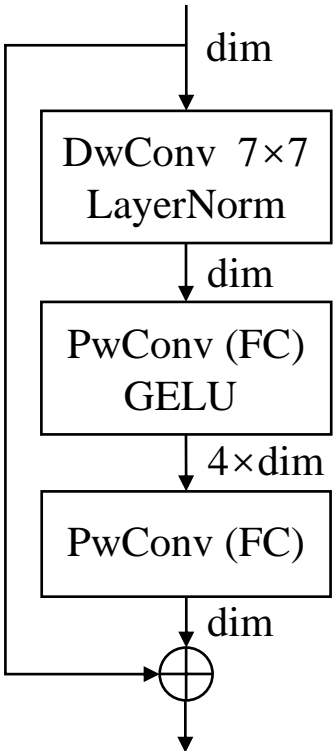 dim
DwConv 7×7
LayerNorm
dim
PwConv (FC)
GELU
4×dim
PwConv (FC)
dim